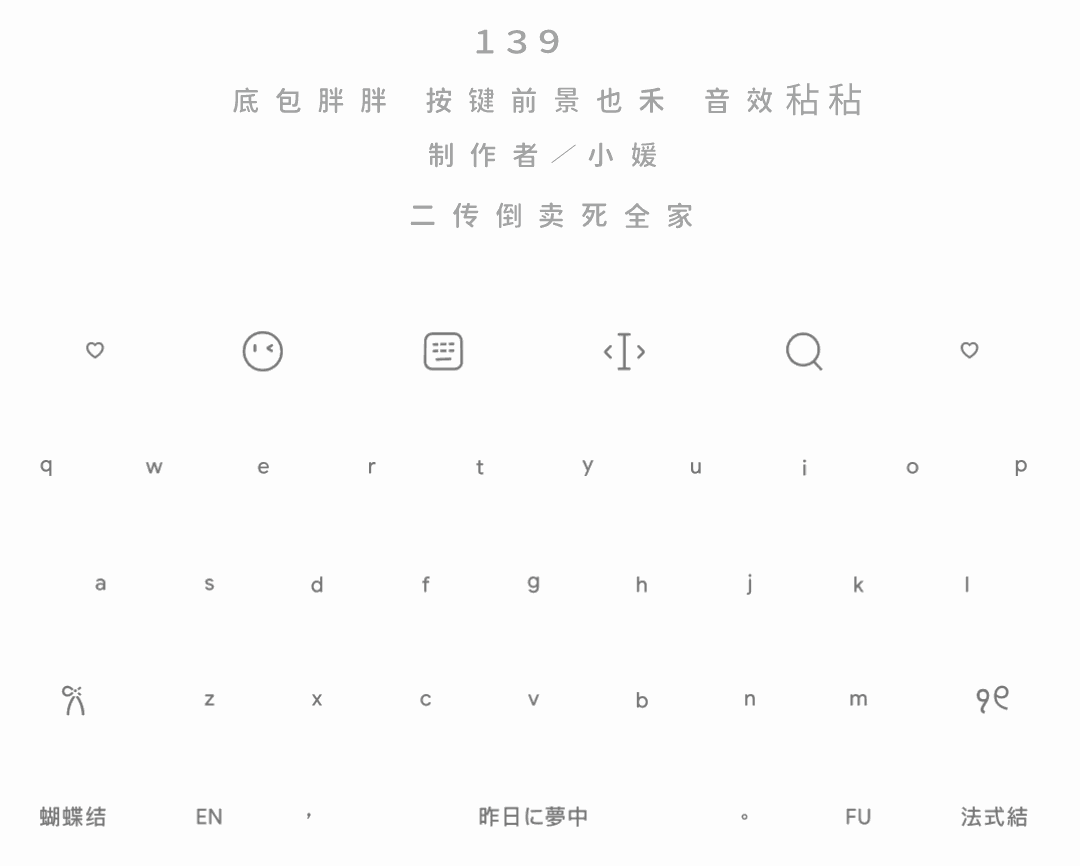 139
底包胖胖 按键前景也禾 音效秥秥
制作者／小媛
二传倒卖死全家
q w e r t y u i o p
a s d f g h j k l
z x c v b n m
蝴蝶结 EN , 昨日に夢中 。 FU 法式結